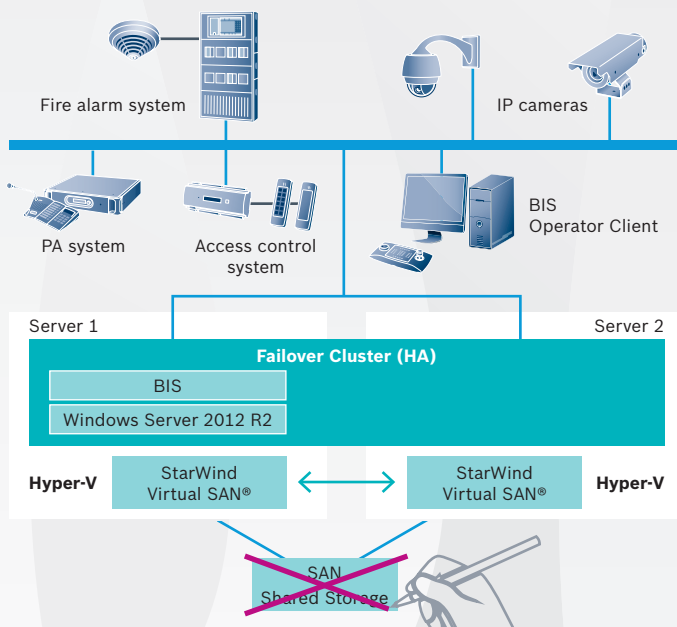 Fire alarm system
IP cameras
PA system
Access control
system
BIS
Operator Client
Server 1
Server 2
Failover Cluster (HA)
BIS
Windows Server 2012 R2
Hyper-V
StarWind
Virtual SAN®
StarWind
Virtual SAN®
Hyper-V
SAN
Shared Storage